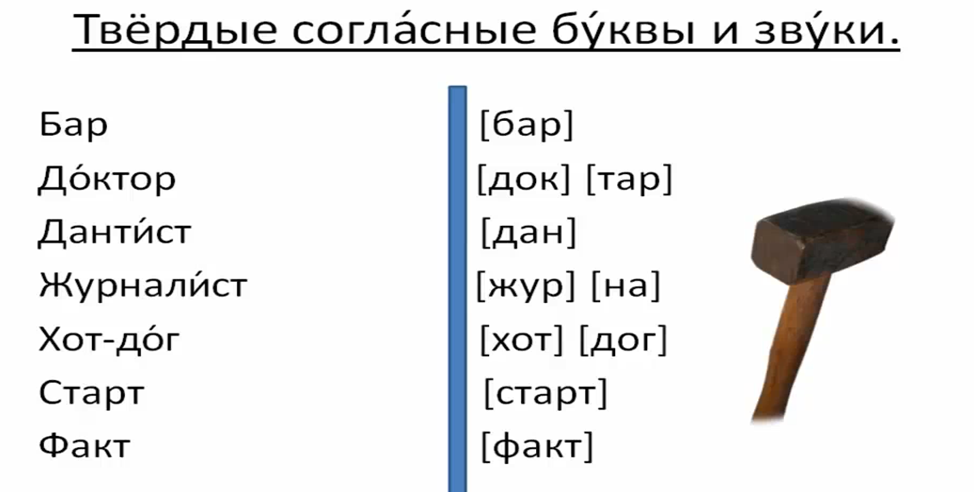 Твёрдые согла́сные бу́квы и зву́ки.
Бар [бар]
До́ктор [док] [тар]
Данти́ст [дан]
Журнали́ст [жур] [на]
Хот-до́г [хот] [дог]
Старт [старт]
Факт [факт]